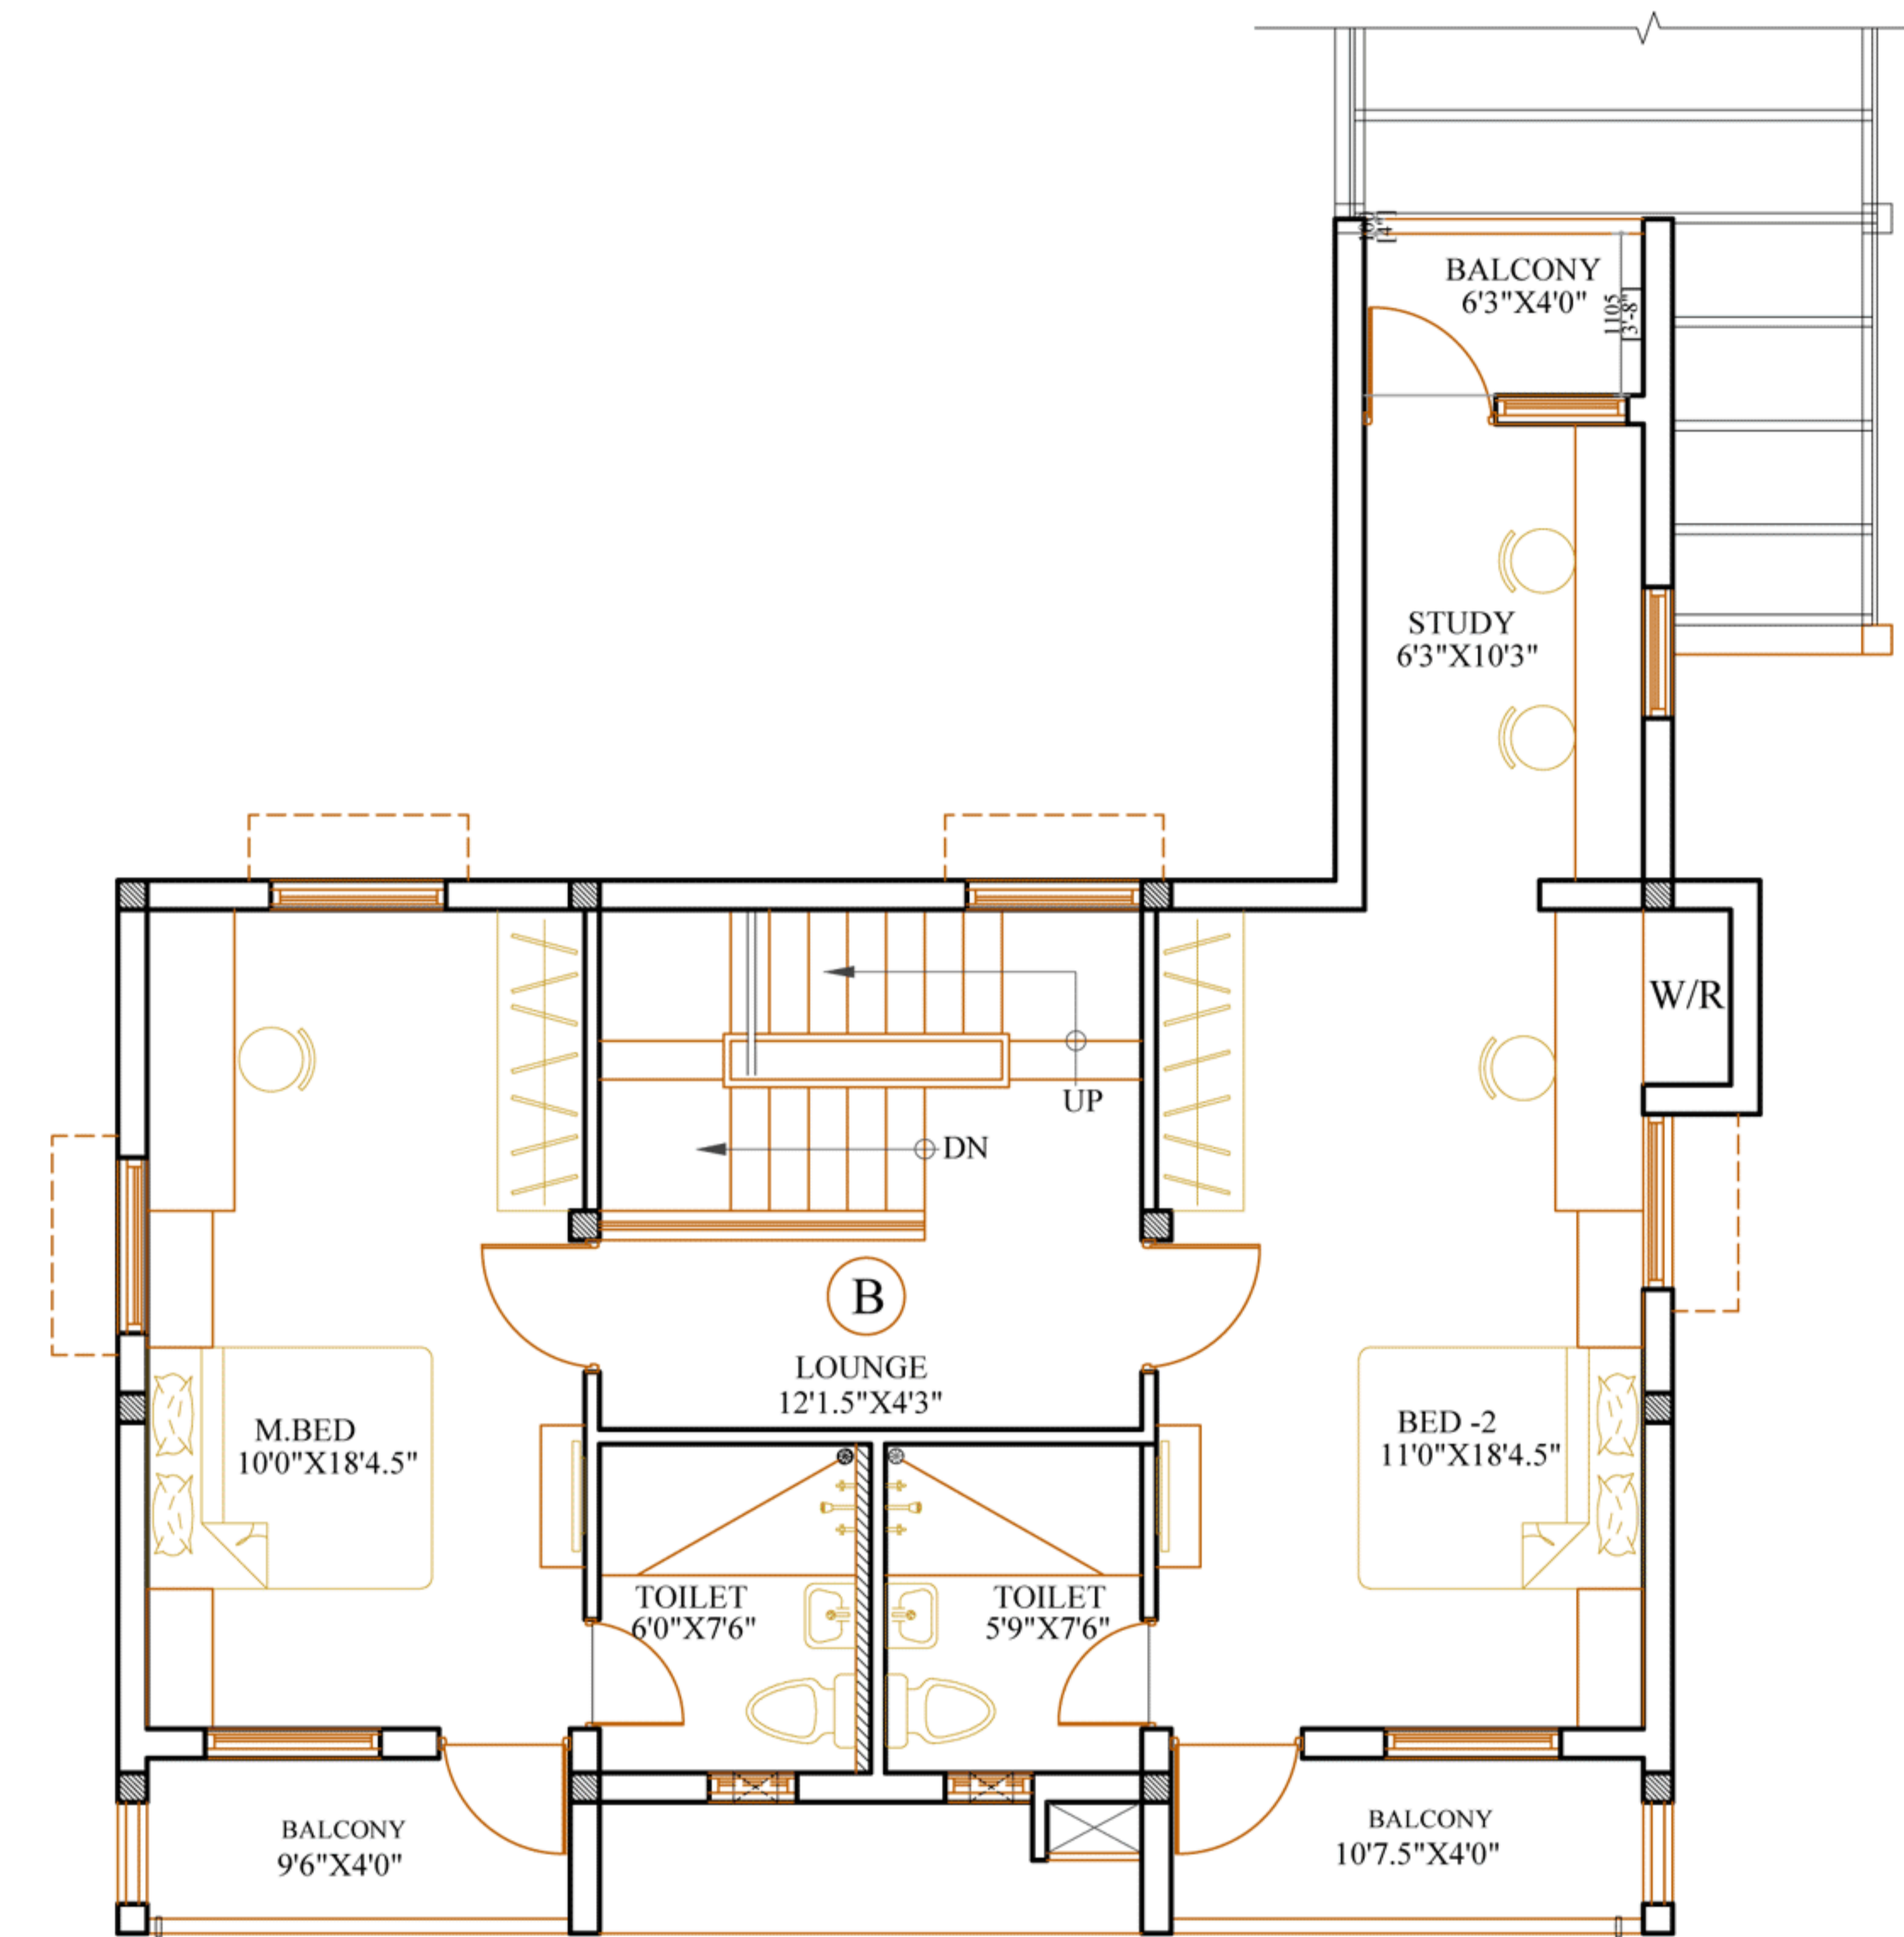 BALCONY
6'3"X4'0"
1105
3'-8"
STUDY
6'3"X10'3"
W/R
UP
DN
B
LOUNGE
12'1.5"X4'3"
M.BED
10'0"X18'4.5"
BED -2
11'0"X18'4.5"
TOILET
6'0"X7'6"
TOILET
5'9"X7'6"
BALCONY
9'6"X4'0"
BALCONY
10'7.5"X4'0"